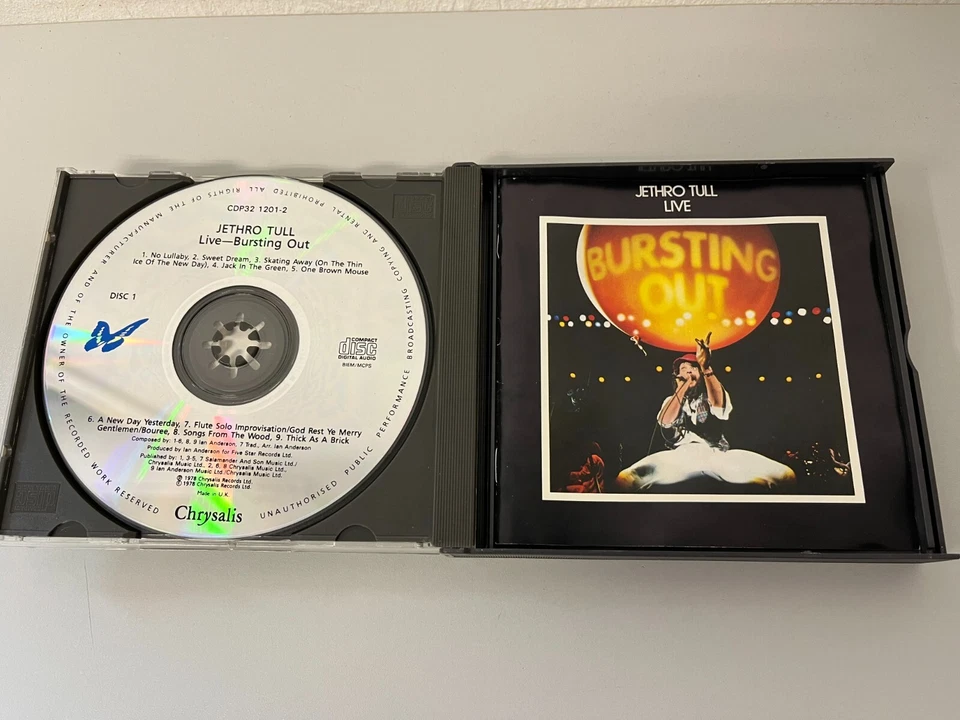 CDP32 1201-2
JETHRO TULL
Live—Bursting Out
1. No Lullaby, 2. Sweet Dream, 3. Skating Away (On The Thin
Ice Of The New Day), 4. Jack In The Green, 5. One Brown Mouse
DISC 1
COMPACT
disc
DIGITAL AUDIO
BIEM/MCPS
6. A New Day Yesterday, 7. Flute Solo Improvisation/God Rest Ye Merry
Gentlemen/Bouree, 8. Songs From The Wood, 9. Thick As A Brick
Composed by: 1-6, 8, 9 Ian Anderson, 7 Trad., Arr. Ian Anderson
Produced by Ian Anderson for Five Star Records Ltd.
Published by: 1, 3-5, 7 Salamander And Son Music Ltd./
Chrysalis Music Ltd., 2, 6, 8 Chrysalis Music Ltd.,
9 Ian Anderson Music Ltd./Chrysalis Music Ltd.
℗ 1978 Chrysalis Records Ltd.
© 1978 Chrysalis Records Ltd.
Made in U.K.
Chrysalis
ALL RIGHTS OF THE MANUFACTURER AND OF THE OWNER OF THE RECORDED WORK RESERVED
UNAUTHORISED PUBLIC PERFORMANCE BROADCASTING COPYING AND RENTAL PROHIBITED
JETHRO TULL
LIVE
BURSTING
OUT